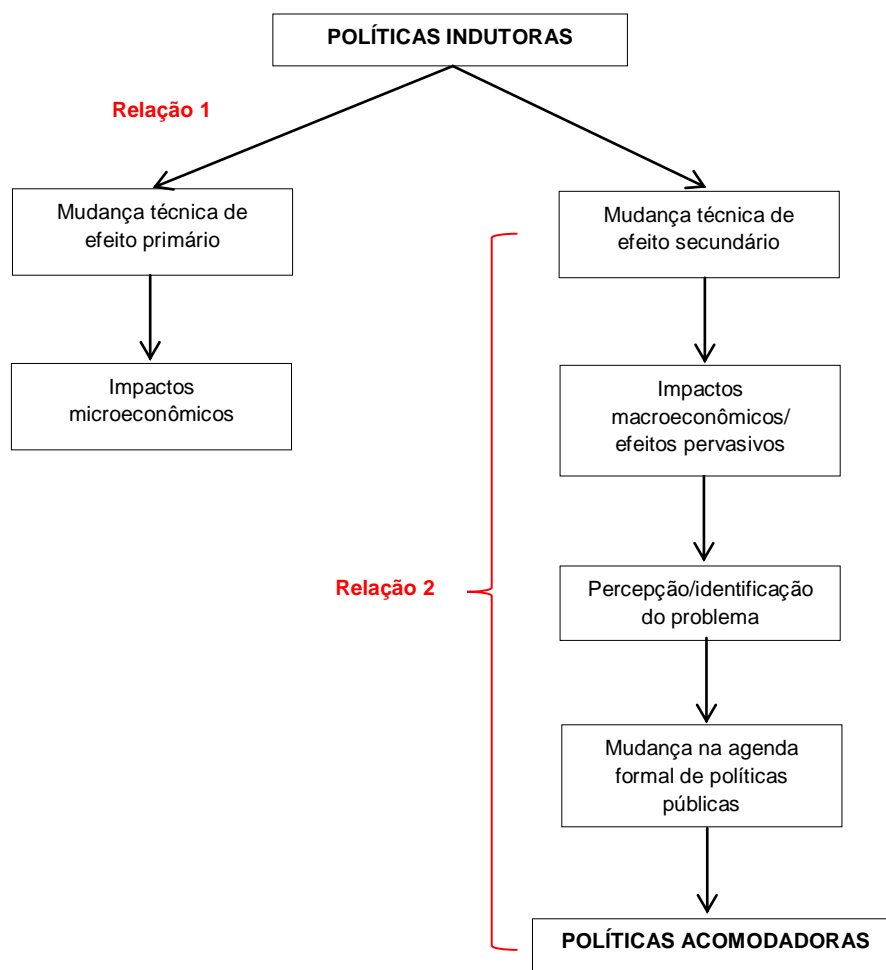 POLÍTICAS INDUTORAS
Relação 1
Mudança técnica de
efeito primário
Mudança técnica de
efeito secundário
Impactos
microeconômicos
Impactos
macroeconômicos/
efeitos pervasivos
Relação 2
Percepção/identificação
do problema
Mudança na agenda
formal de políticas
públicas
POLÍTICAS ACOMODADORAS